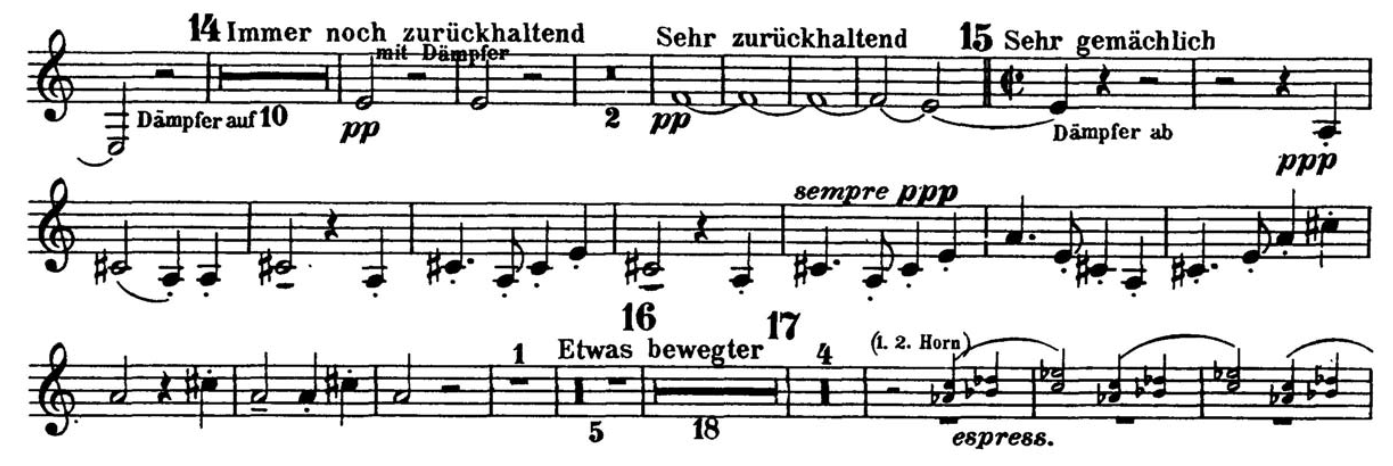 14 Immer noch zurückhaltend Sehr zurückhaltend 15 Sehr gemächlich
mit Dämpfer
Dämpfer auf 10 pp 2 pp Dämpfer ab
ppp
sempre ppp
16 17
1 Etwas bewegter 4 (1. 2. Horn)
5 18 espress.